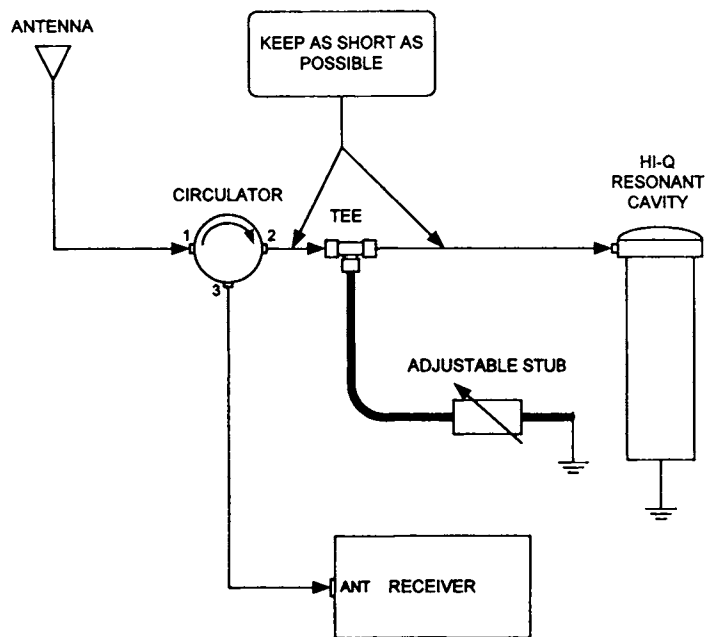 ANTENNA
KEEP AS SHORT AS
POSSIBLE
HI-Q
RESONANT
CAVITY
CIRCULATOR
TEE
1
2
3
ADJUSTABLE STUB
ANT RECEIVER